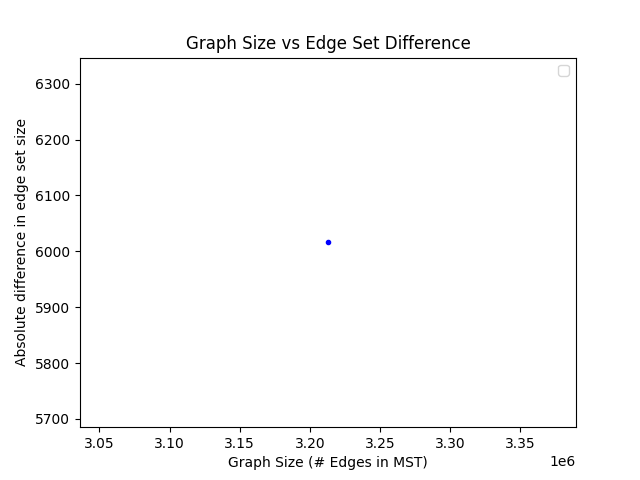 Graph Size vs Edge Set Difference
Absolute difference in edge set size
6300
6200
6100
6000
5900
5800
5700
3.05 3.10 3.15 3.20 3.25 3.30 3.35
1e6
Graph Size (# Edges in MST)